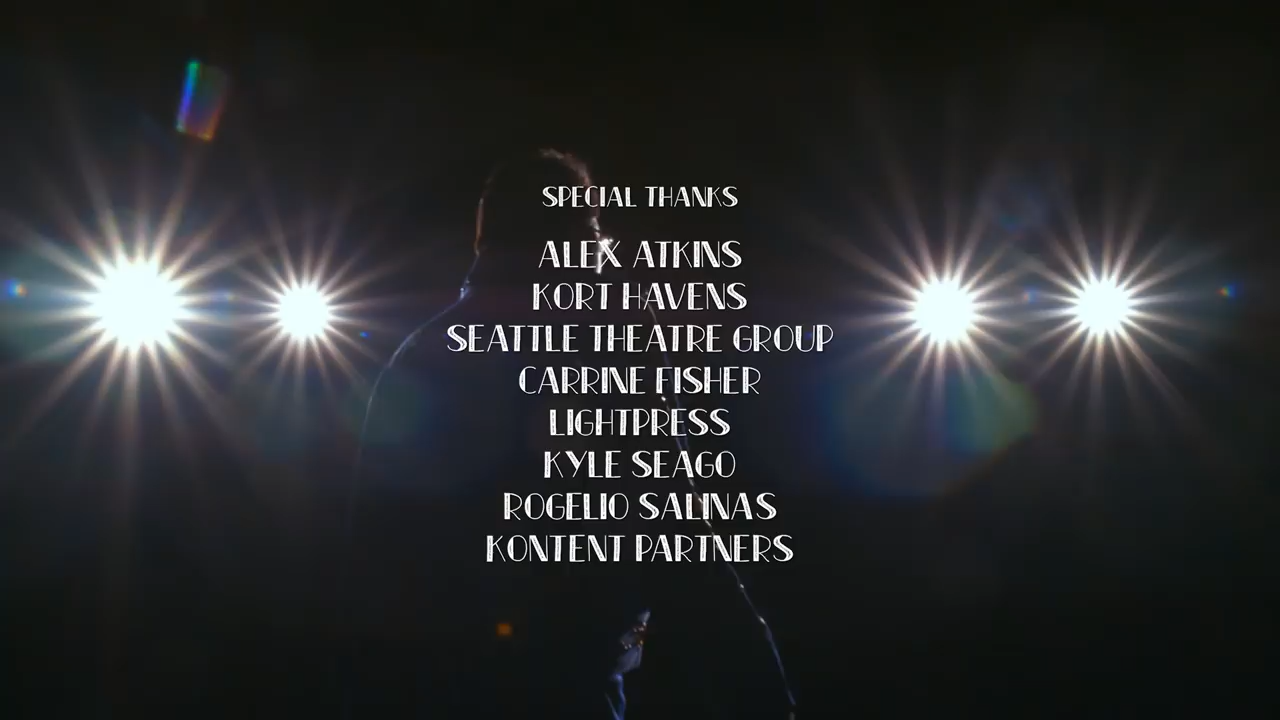 SPECIAL THANKS
ALEX ATKINS
KORT HAVENS
SEATTLE THEATRE GROUP
CARRINE FISHER
LIGHTPRESS
KYLE SEAGO
ROGELIO SALINAS
KONTENT PARTNERS